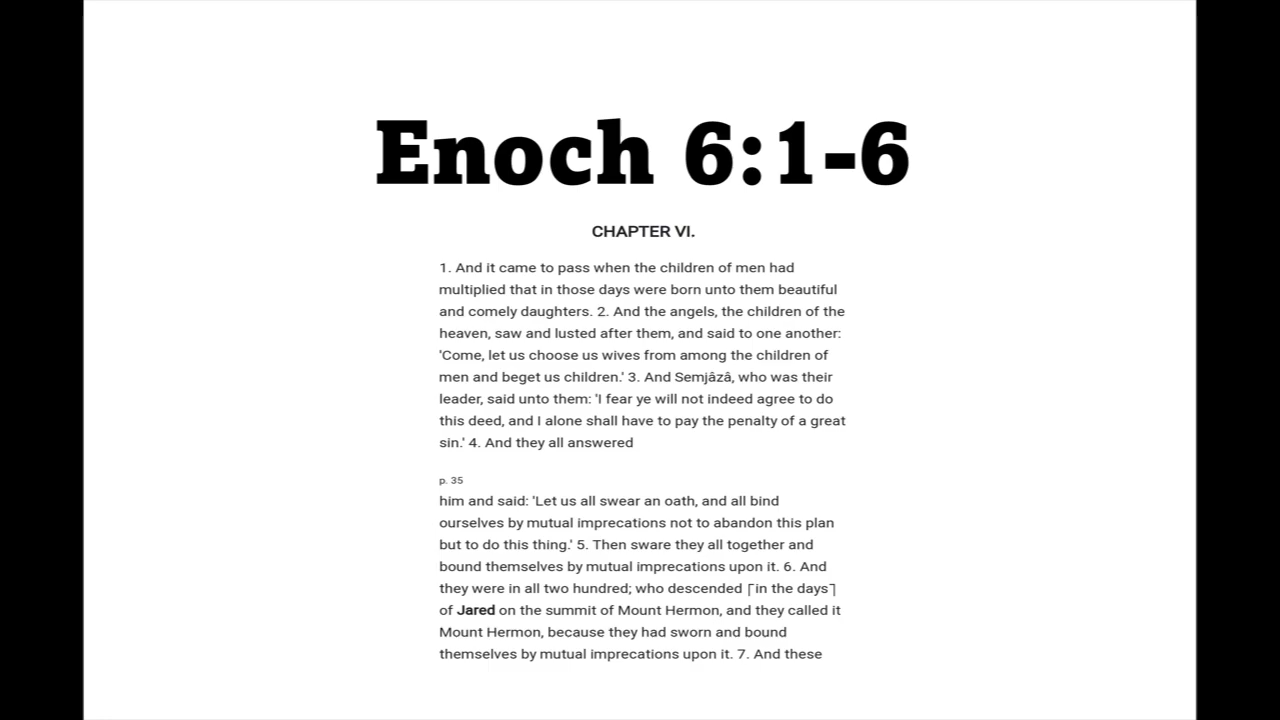 Enoch 6:1-6
CHAPTER VI.
1. And it came to pass when the children of men had
multiplied that in those days were born unto them beautiful
and comely daughters. 2. And the angels, the children of the
heaven, saw and lusted after them, and said to one another:
'Come, let us choose us wives from among the children of
men and beget us children.' 3. And Semjâzâ, who was their
leader, said unto them: 'I fear ye will not indeed agree to do
this deed, and I alone shall have to pay the penalty of a great
sin.' 4. And they all answered
p. 35
him and said: 'Let us all swear an oath, and all bind
ourselves by mutual imprecations not to abandon this plan
but to do this thing.' 5. Then sware they all together and
bound themselves by mutual imprecations upon it. 6. And
they were in all two hundred; who descended ⌈in the days⌉
of Jared on the summit of Mount Hermon, and they called it
Mount Hermon, because they had sworn and bound
themselves by mutual imprecations upon it. 7. And these